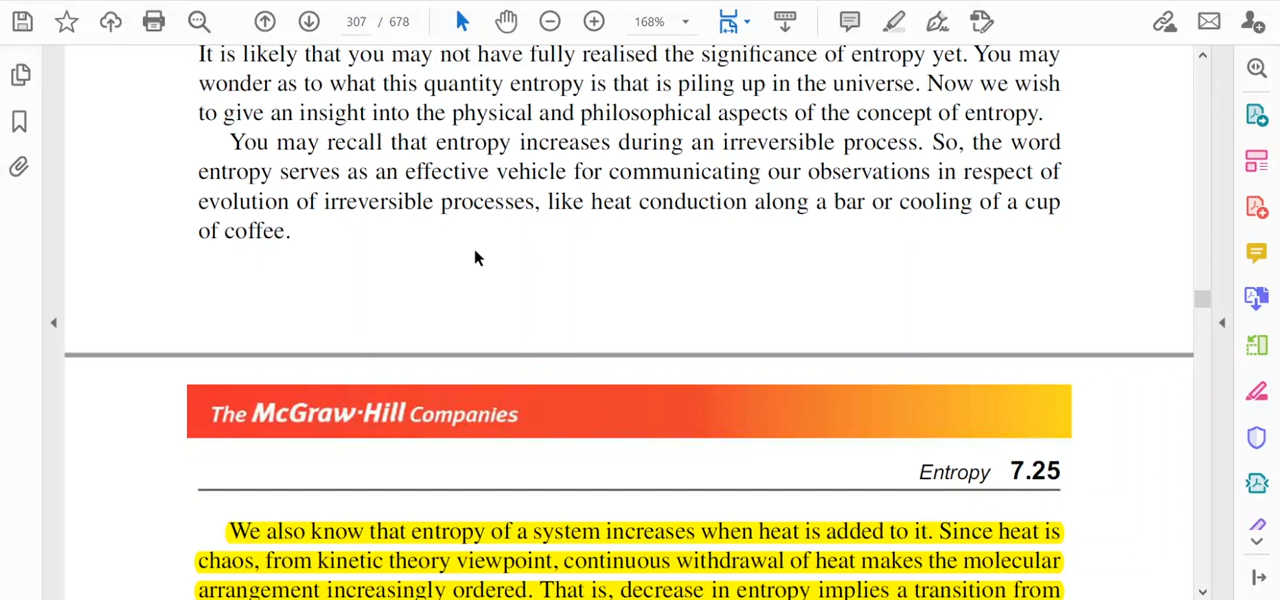 307 / 678
168%
It is likely that you may not have fully realised the significance of entropy yet. You may
wonder as to what this quantity entropy is that is piling up in the universe. Now we wish
to give an insight into the physical and philosophical aspects of the concept of entropy.
You may recall that entropy increases during an irreversible process. So, the word
entropy serves as an effective vehicle for communicating our observations in respect of
evolution of irreversible processes, like heat conduction along a bar or cooling of a cup
of coffee.
The McGraw·Hill Companies
Entropy 7.25
We also know that entropy of a system increases when heat is added to it. Since heat is
chaos, from kinetic theory viewpoint, continuous withdrawal of heat makes the molecular
arrangement increasingly ordered. That is, decrease in entropy implies a transition from